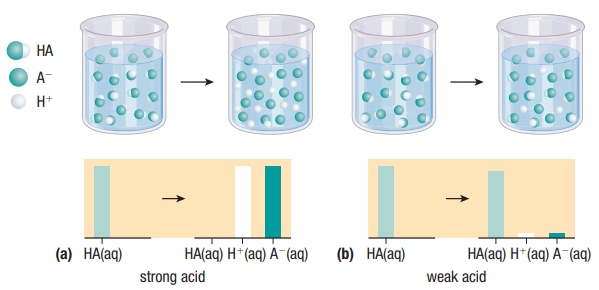 HA
A⁻
H⁺
(a) HA(aq) HA(aq) H⁺(aq) A⁻(aq)
strong acid
(b) HA(aq) HA(aq) H⁺(aq) A⁻(aq)
weak acid